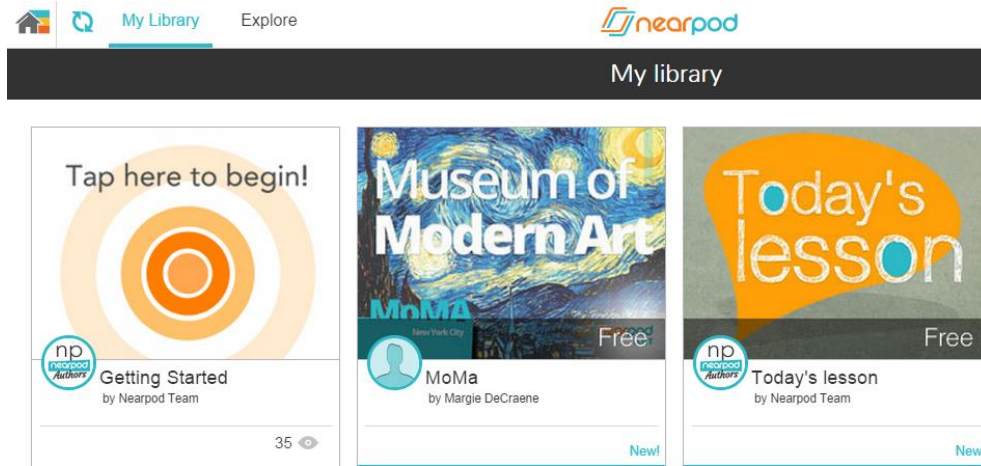 My Library
Explore
nearpod
My library
Tap here to begin!
np
nearpod
Authors
Getting Started
by Nearpod Team
35
Museum of
Modern Art
MoMA
New York City
nearpod
Free
MoMa
by Margie DeCraene
New!
Today's
lesson
Free
np
nearpod
Authors
Today's lesson
by Nearpod Team
New